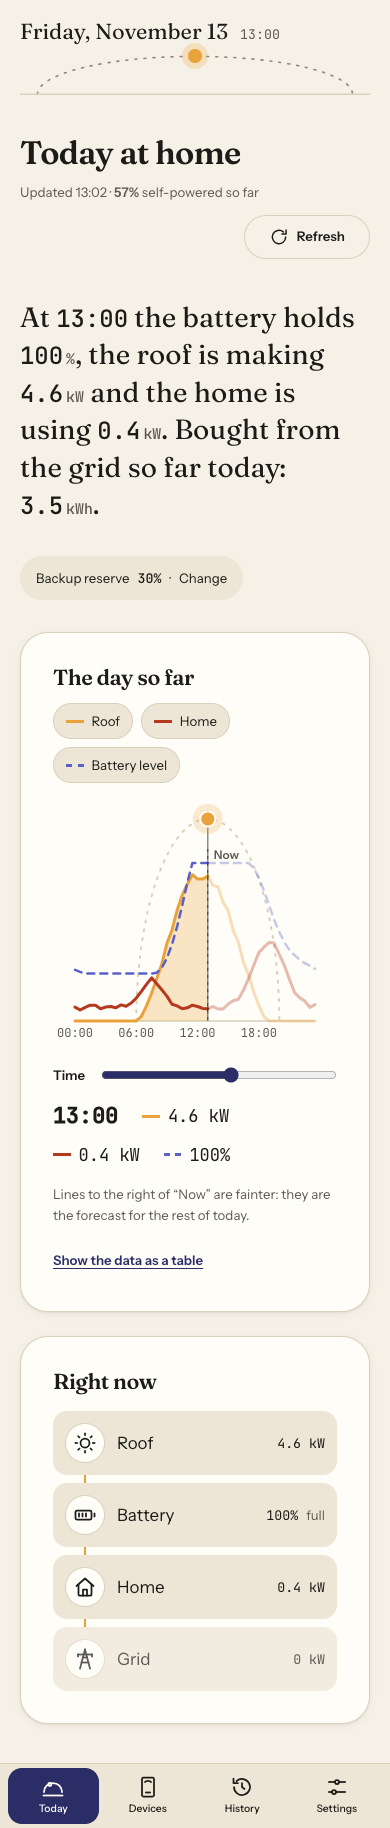 Friday, November 13 13:00
Today at home
Updated 13:02 · 57% self-powered so far
Refresh
At 13:00 the battery holds
100 %, the roof is making
4.6 kW and the home is
using 0.4 kW. Bought from
the grid so far today:
3.5 kWh.
Backup reserve 30% · Change
The day so far
Roof Home
Battery level
Now
00:00 06:00 12:00 18:00
Time
13:00 4.6 kW
0.4 kW 100%
Lines to the right of “Now” are fainter: they are
the forecast for the rest of today.
Show the data as a table
Right now
Roof 4.6 kW
Battery 100% full
Home 0.4 kW
Grid 0 kW
Today Devices History Settings